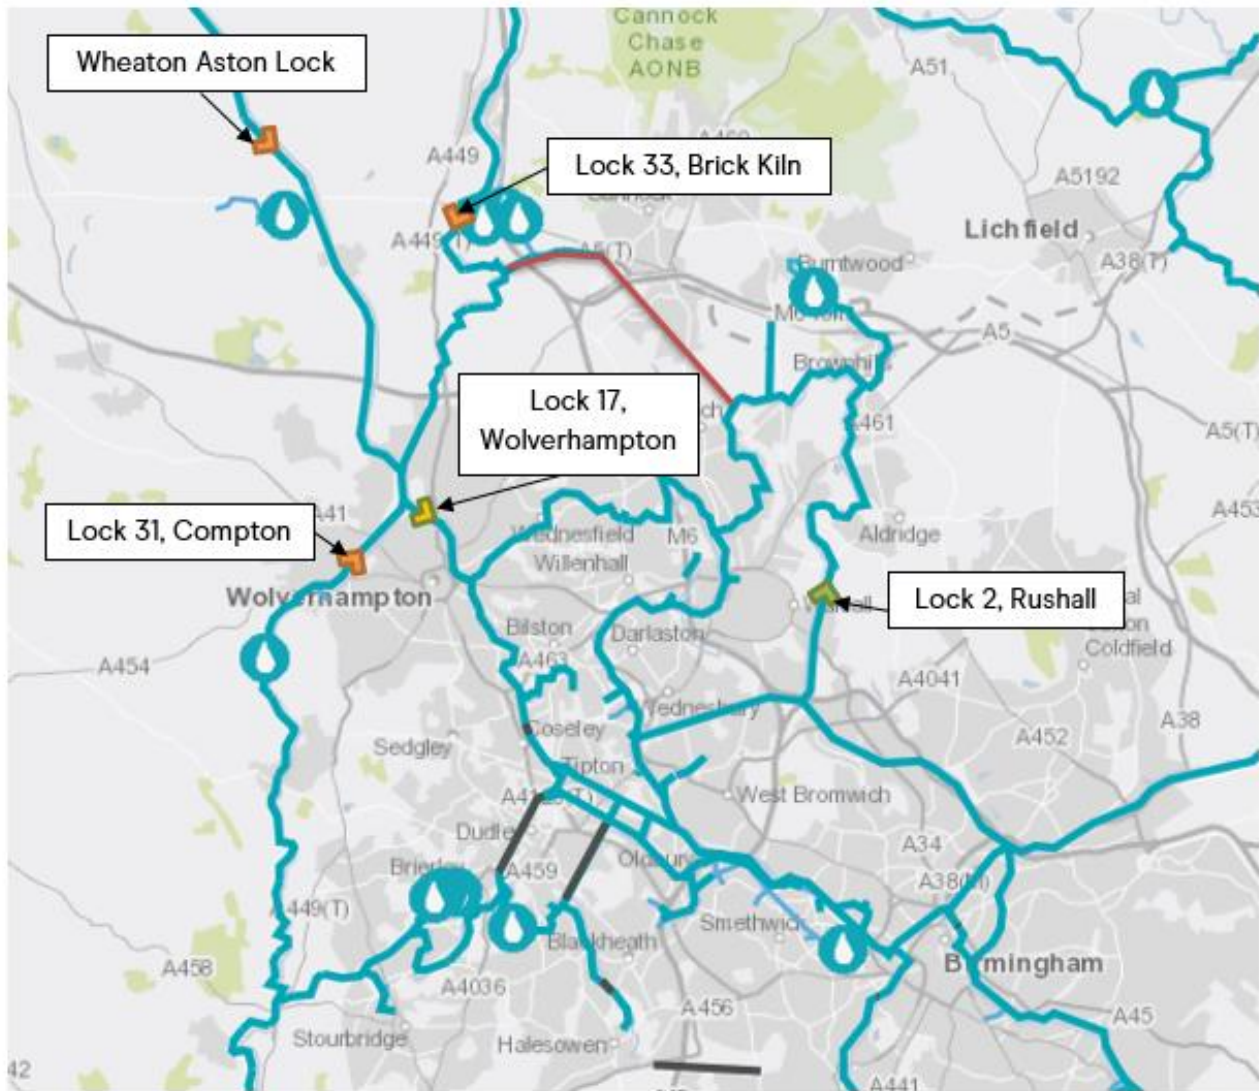 Cannock
Chase
AONB
A51
Wheaton Aston Lock
A449
Lock 33, Brick Kiln
A5192
Lichfield
A5(T)
A38(T)
Burntwood
A5
Lock 17,
Wolverhampton
A461
A5(T)
A41
Lock 31, Compton
Wednesfield
M6
Aldridge
A453
Willenhall
Wolverhampton
Lock 2, Rushall
Bilston
Darlaston
Coldfield
A463
A454
A4041
Wednesbury
A38
Coseley
Sedgley
A452
Tipton
West Bromwich
A34
Oldbury
A459
A38(M)
A449(T)
Smethwick
Blackheath
Birmingham
A458
A4036
A456
A45
Stourbridge
Halesowen
42
A441